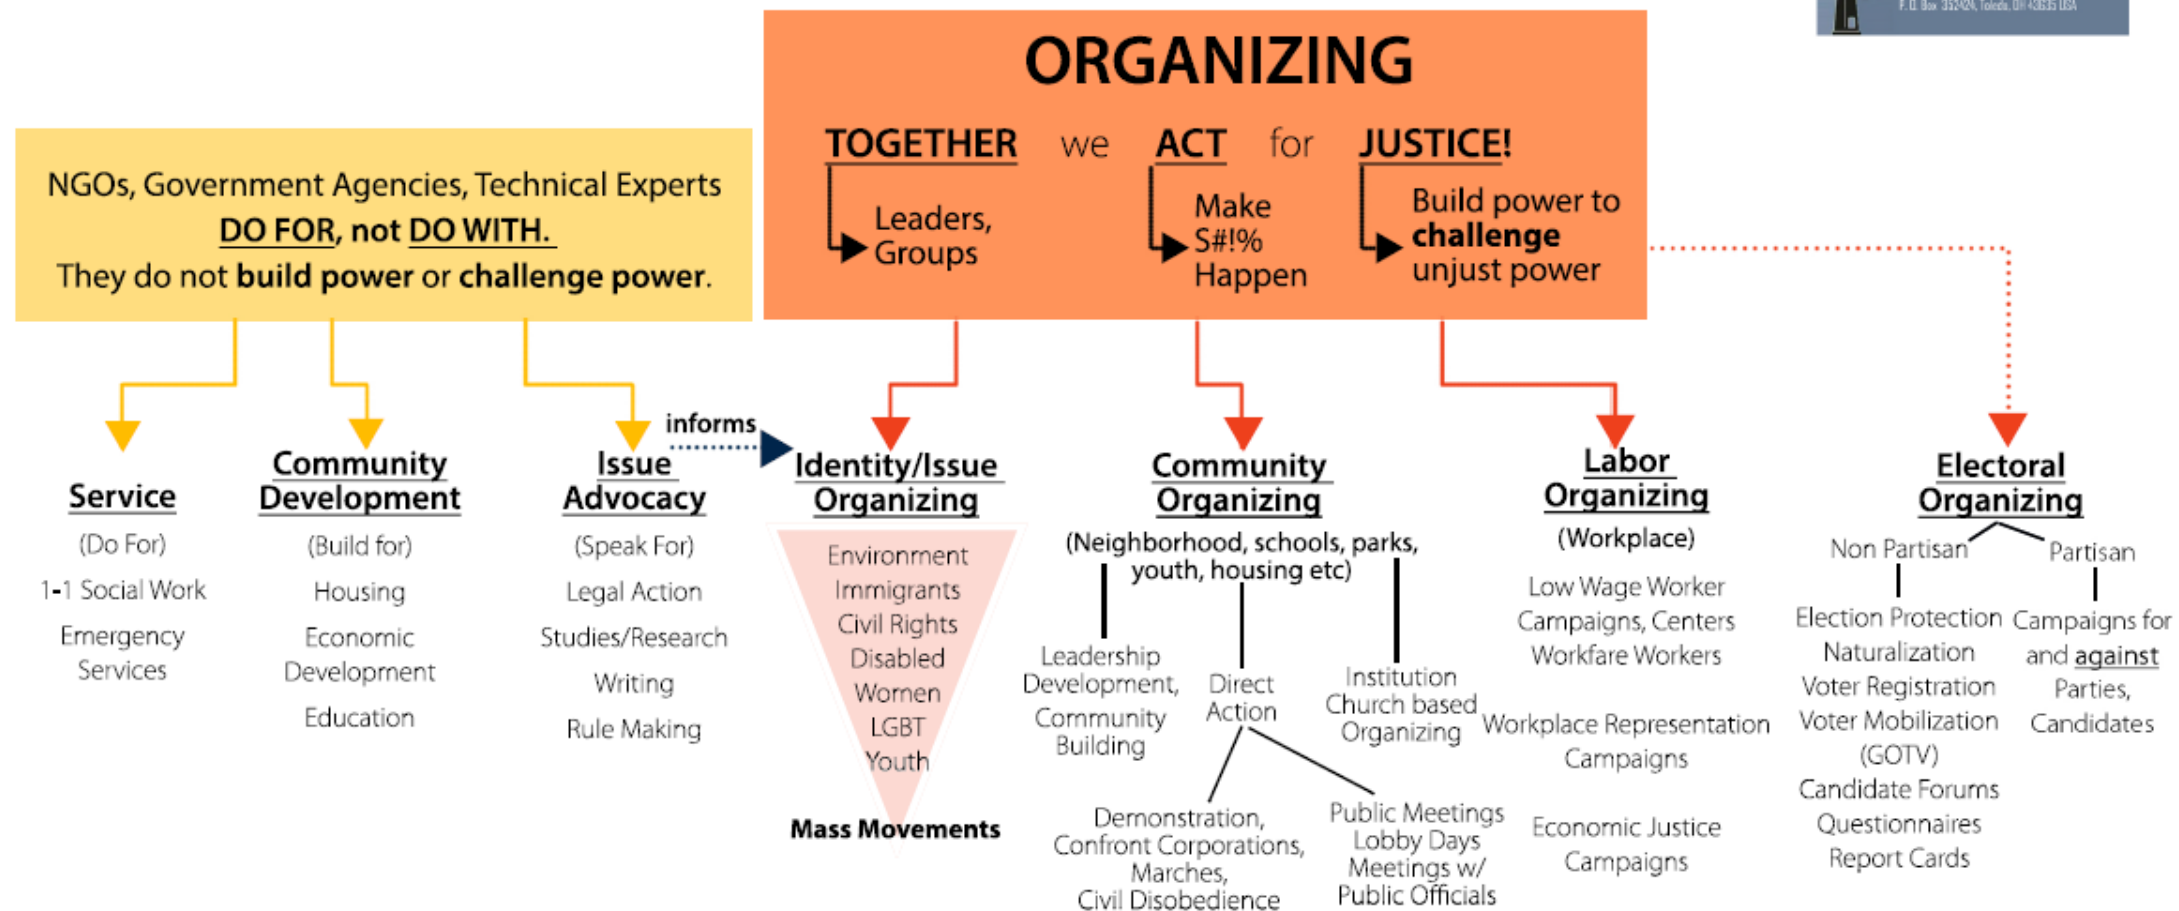 P. O. Box 352424, Toledo, OH 43635 USA
ORGANIZING
TOGETHER we ACT for JUSTICE!
Leaders,
Groups
Make
S#!%
Happen
Build power to
challenge
unjust power
NGOs, Government Agencies, Technical Experts
DO FOR, not DO WITH.
They do not build power or challenge power.
informs
Service
(Do For)
1-1 Social Work
Emergency
Services
Community
Development
(Build for)
Housing
Economic
Development
Education
Issue
Advocacy
(Speak For)
Legal Action
Studies/Research
Writing
Rule Making
Identity/Issue
Organizing
Environment
Immigrants
Civil Rights
Disabled
Women
LGBT
Youth
Mass Movements
Community
Organizing
(Neighborhood, schools, parks,
youth, housing etc)
Leadership
Development,
Community
Building
Direct
Action
Institution
Church based
Organizing
Demonstration,
Confront Corporations,
Marches,
Civil Disobedience
Public Meetings
Lobby Days
Meetings w/
Public Officials
Labor
Organizing
(Workplace)
Low Wage Worker
Campaigns, Centers
Workfare Workers
Workplace Representation
Campaigns
Economic Justice
Campaigns
Electoral
Organizing
Non Partisan
Election Protection
Naturalization
Voter Registration
Voter Mobilization
(GOTV)
Candidate Forums
Questionnaires
Report Cards
Partisan
Campaigns for
and against
Parties,
Candidates